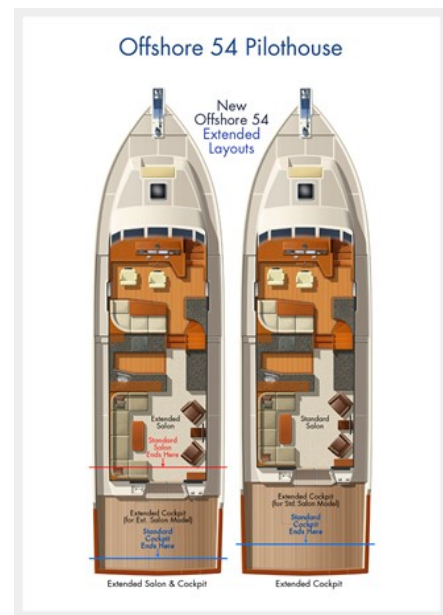 Offshore 54 Pilothouse
New
Offshore 54
Extended
Layouts
Extended
Salon
Standard
Salon
Ends Here
Extended Cockpit
(for Ext. Salon Model)
Standard
Cockpit
Ends Here
Extended Salon & Cockpit
Standard
Salon
Extended Cockpit
(for Std. Salon Model)
Standard
Cockpit
Ends Here
Extended Cockpit